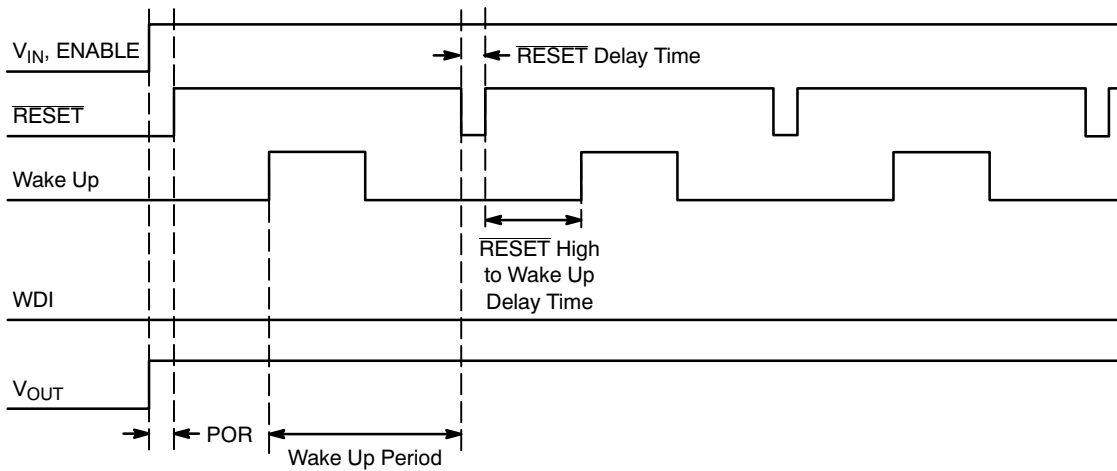 V_IN, ENABLE
RESET Delay Time
RESET
Wake Up
RESET High
to Wake Up
Delay Time
WDI
V_OUT
POR
Wake Up Period